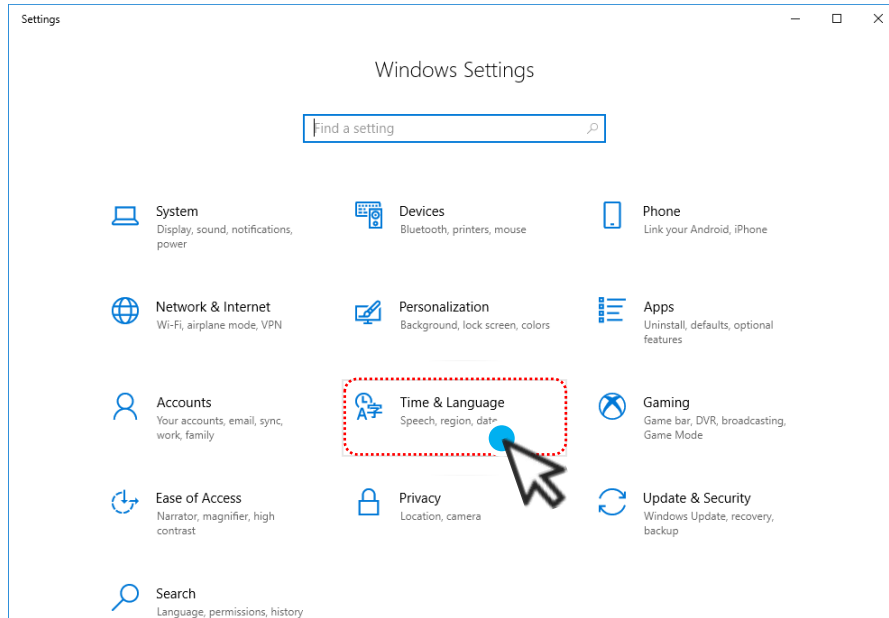 Settings
Windows Settings
Find a setting
System
Display, sound, notifications,
power
Devices
Bluetooth, printers, mouse
Phone
Link your Android, iPhone
Network & Internet
Wi-Fi, airplane mode, VPN
Personalization
Background, lock screen, colors
Apps
Uninstall, defaults, optional
features
Accounts
Your accounts, email, sync,
work, family
Time & Language
Speech, region, date
Gaming
Game bar, DVR, broadcasting,
Game Mode
Ease of Access
Narrator, magnifier, high
contrast
Privacy
Location, camera
Update & Security
Windows Update, recovery,
backup
Search
Language, permissions, history